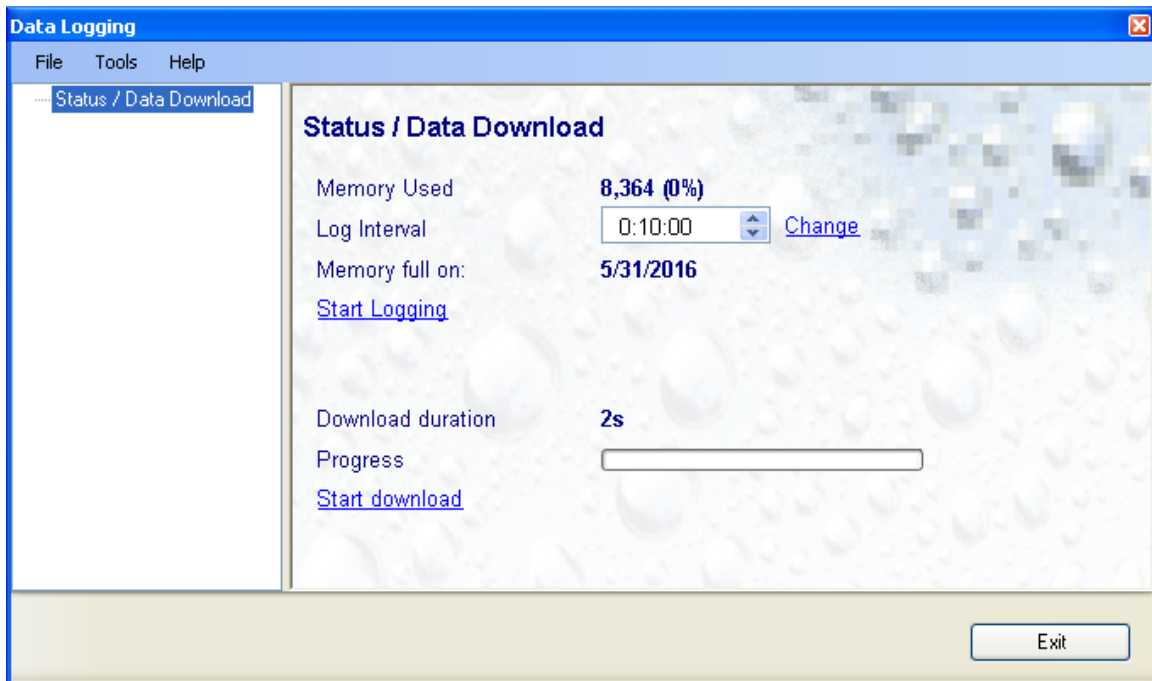 Data Logging
File Tools Help
Status / Data Download
Status / Data Download
Memory Used 8,364 (0%)
Log Interval 0:10:00 Change
Memory full on: 5/31/2016
Start Logging
Download duration 2s
Progress
Start download
Exit